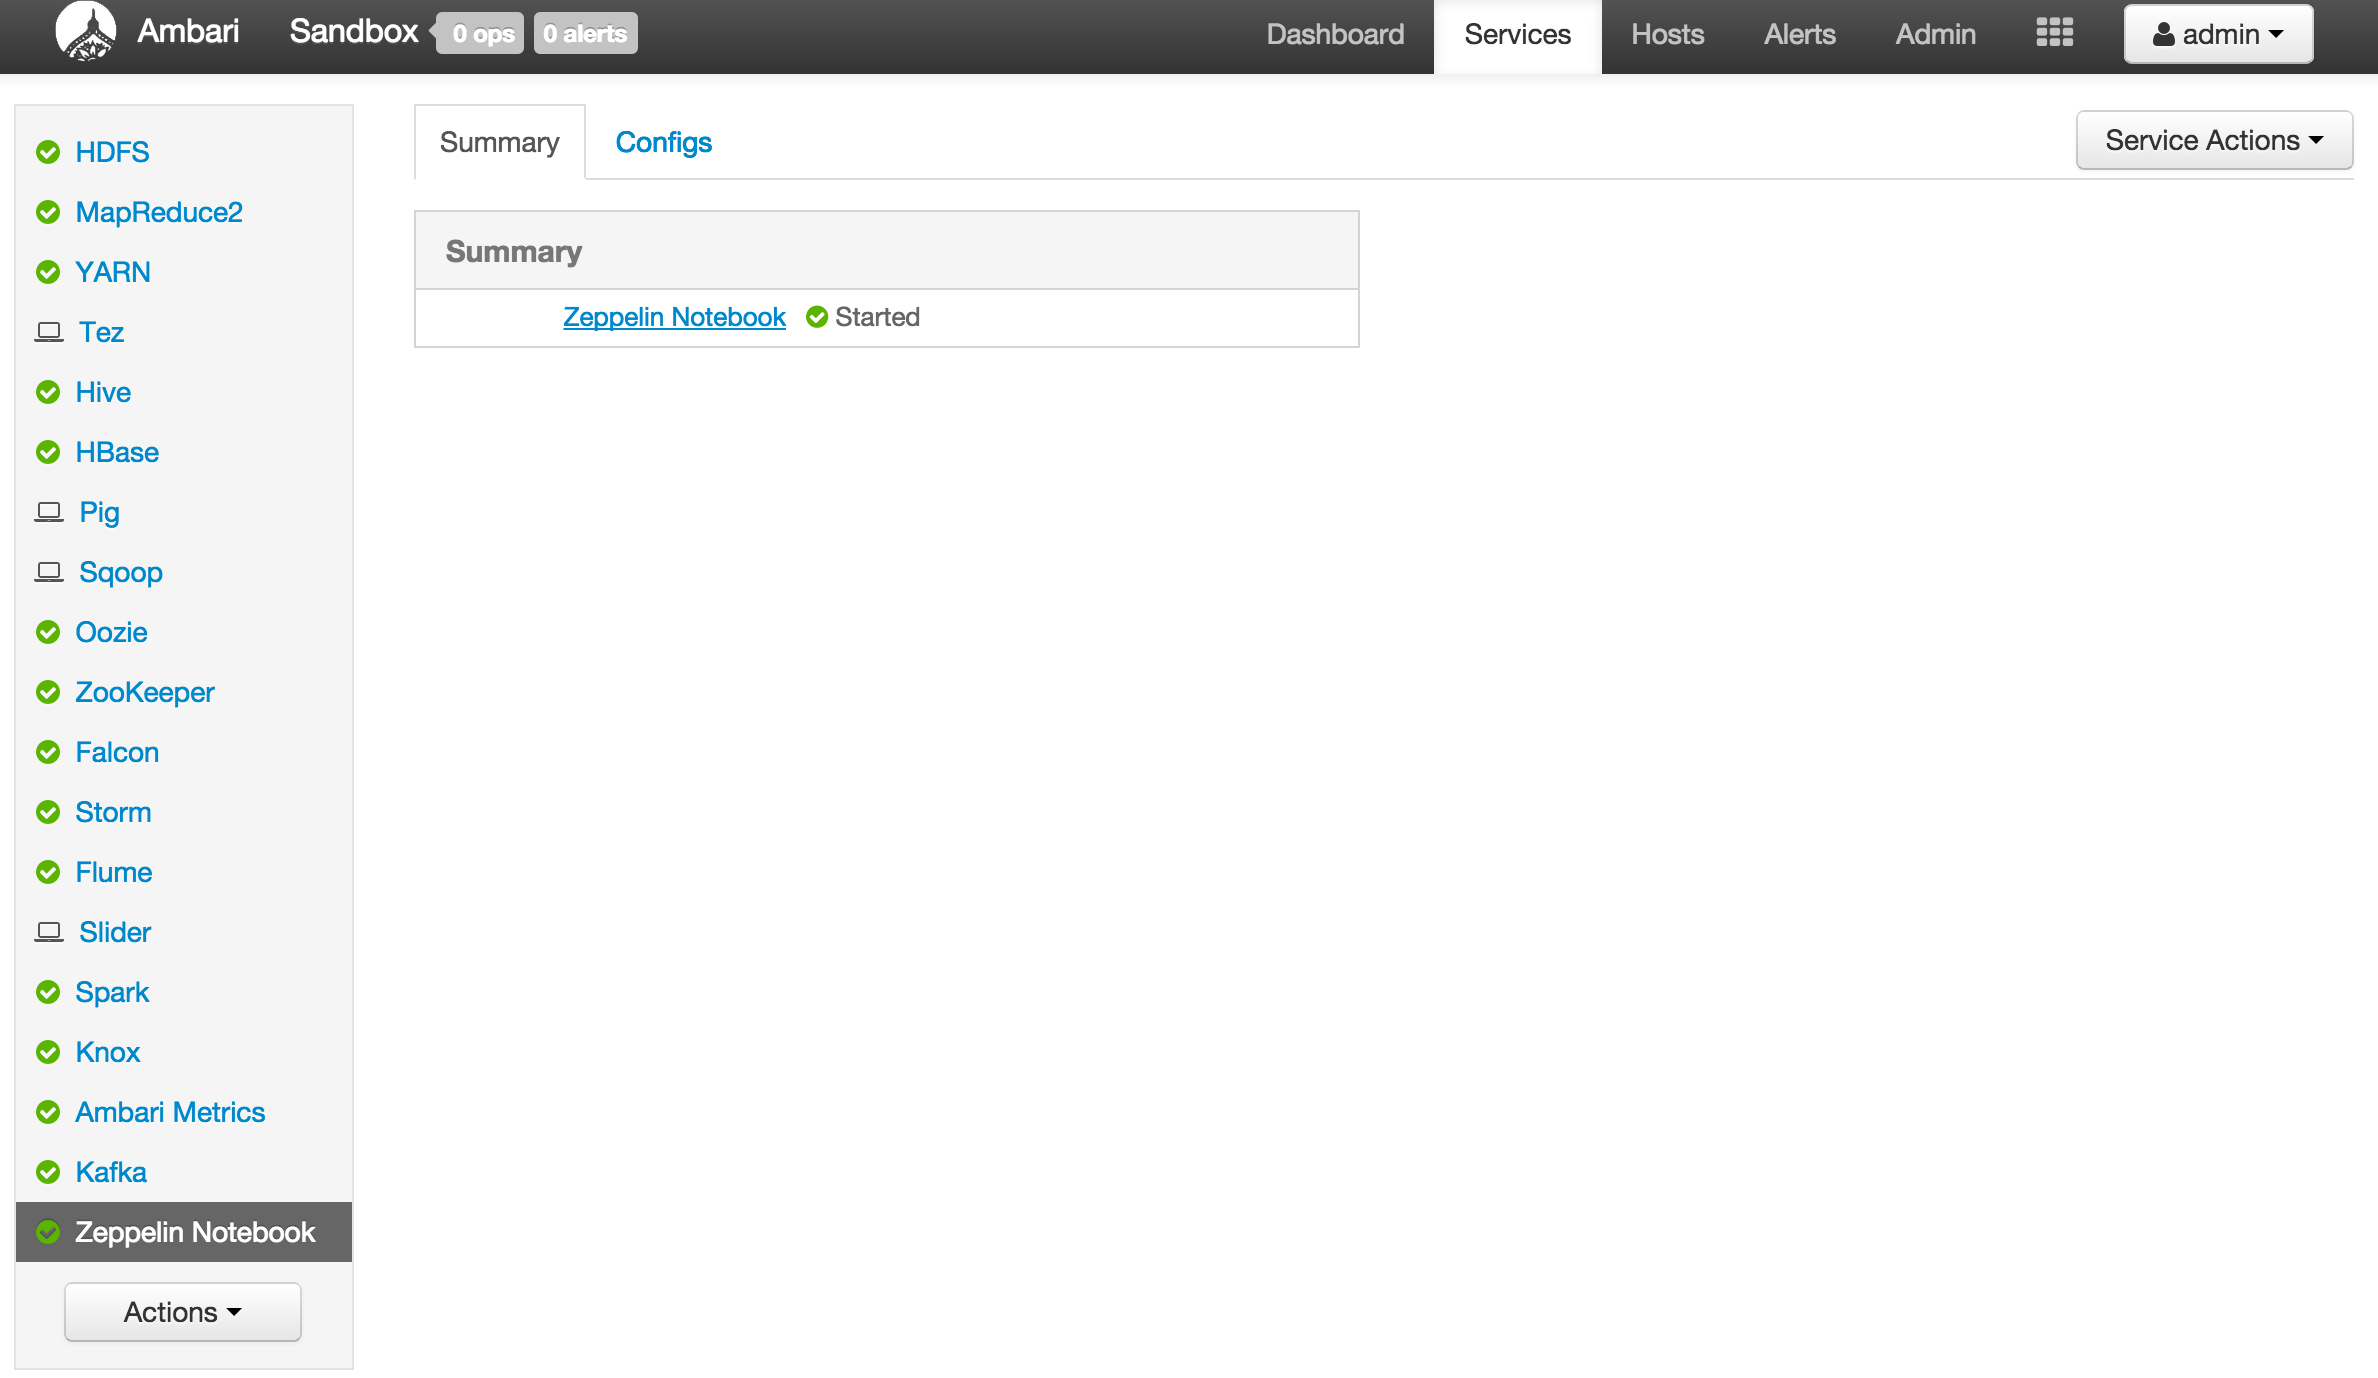 Ambari Sandbox 0 ops 0 alerts Dashboard Services Hosts Alerts Admin admin
HDFS
MapReduce2
YARN
Tez
Hive
HBase
Pig
Sqoop
Oozie
ZooKeeper
Falcon
Storm
Flume
Slider
Spark
Knox
Ambari Metrics
Kafka
Zeppelin Notebook
Actions
Summary Configs Service Actions
Summary
Zeppelin Notebook Started